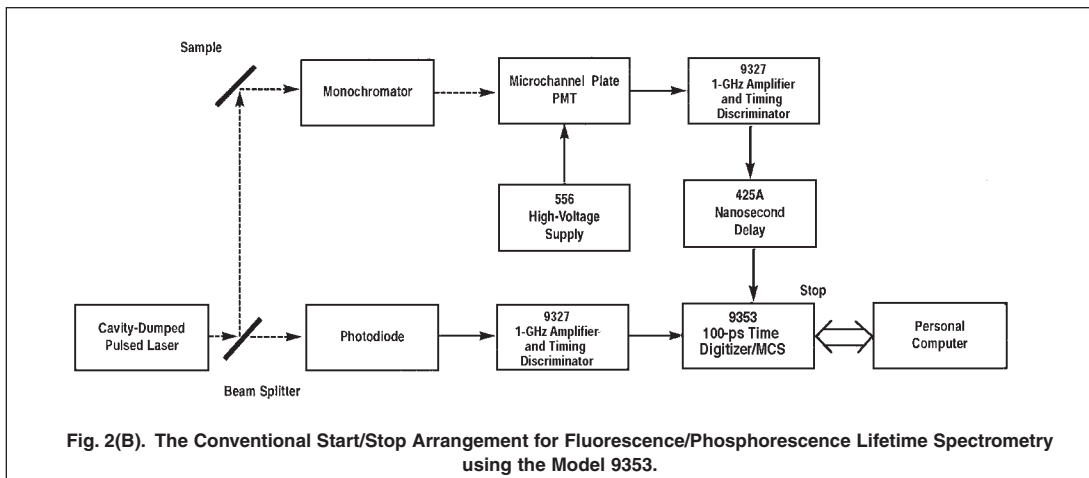 Sample
Monochromator
Microchannel Plate
PMT
9327
1-GHz Amplifier
and Timing
Discriminator
556
High-Voltage
Supply
425A
Nanosecond
Delay
Stop
Cavity-Dumped
Pulsed Laser
Beam Splitter
Photodiode
9327
1-GHz Amplifier
and Timing
Discriminator
9353
100-ps Time
Digitizer/MCS
Personal
Computer
Fig. 2(B). The Conventional Start/Stop Arrangement for Fluorescence/Phosphorescence Lifetime Spectrometry
using the Model 9353.